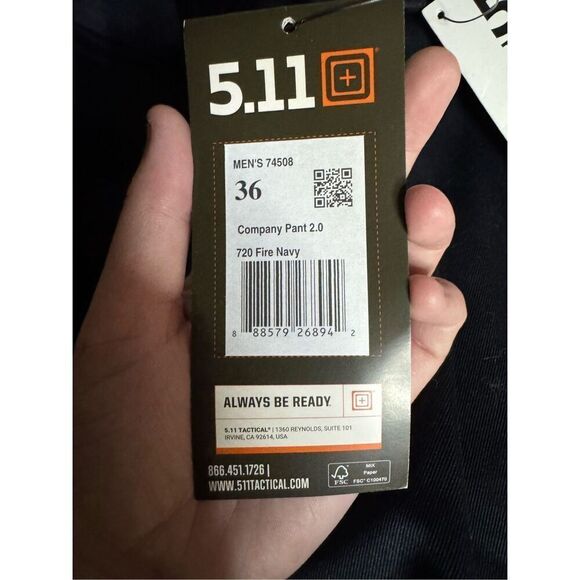 5.11
MEN'S 74508
36
Company Pant 2.0
720 Fire Navy
8 88579 26894 2
ALWAYS BE READY
5.11 TACTICAL® | 1360 REYNOLDS, SUITE 101
IRVINE, CA 92614, USA
866.451.1726 |
WWW.511TACTICAL.COM
FSC
MIX
Paper
FSC® C100470